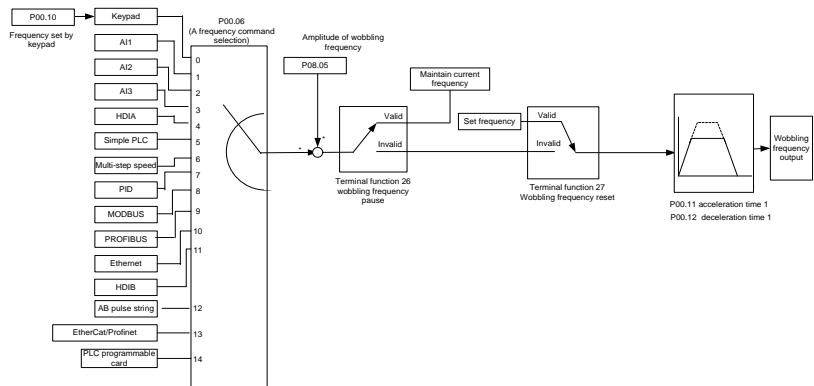 P00.10
Frequency set by
keypad
Keypad
AI1
AI2
AI3
HDIA
Simple PLC
Multi-step speed
PID
MODBUS
PROFIBUS
Ethernet
HDIB
AB pulse string
EtherCat/Profinet
PLC programmable
card
P00.06
(A frequency command
selection)
0
1
2
3
4
5
6
7
8
9
10
11
12
13
14
Amplitude of wobbling
frequency
P08.05
*
*
Maintain current
frequency
Valid
Invalid
Terminal function 26
wobbling frequency
pause
Set frequency
Valid
Invalid
Terminal function 27
Wobbling frequency reset
P00.11 acceleration time 1
P00.12 deceleration time 1
Wobbling
frequency
output